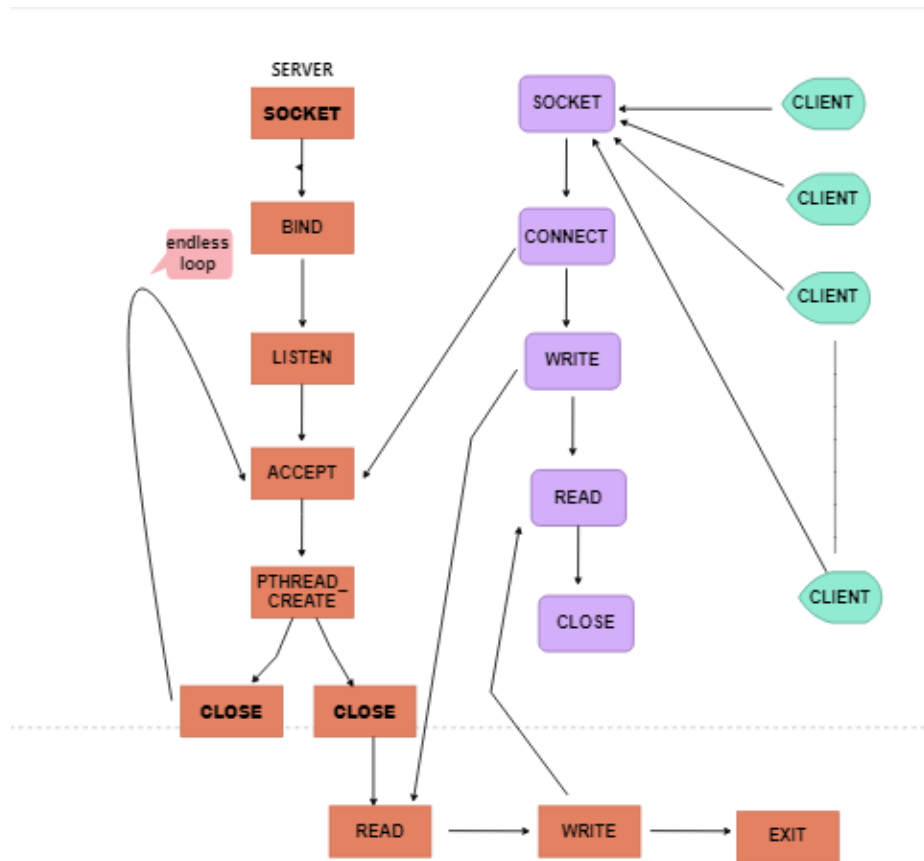 SERVER
SOCKET
BIND
endless
loop
LISTEN
ACCEPT
PTHREAD_
CREATE
CLOSE
CLOSE
READ
WRITE
EXIT
SOCKET
CONNECT
WRITE
READ
CLOSE
CLIENT
CLIENT
CLIENT
CLIENT